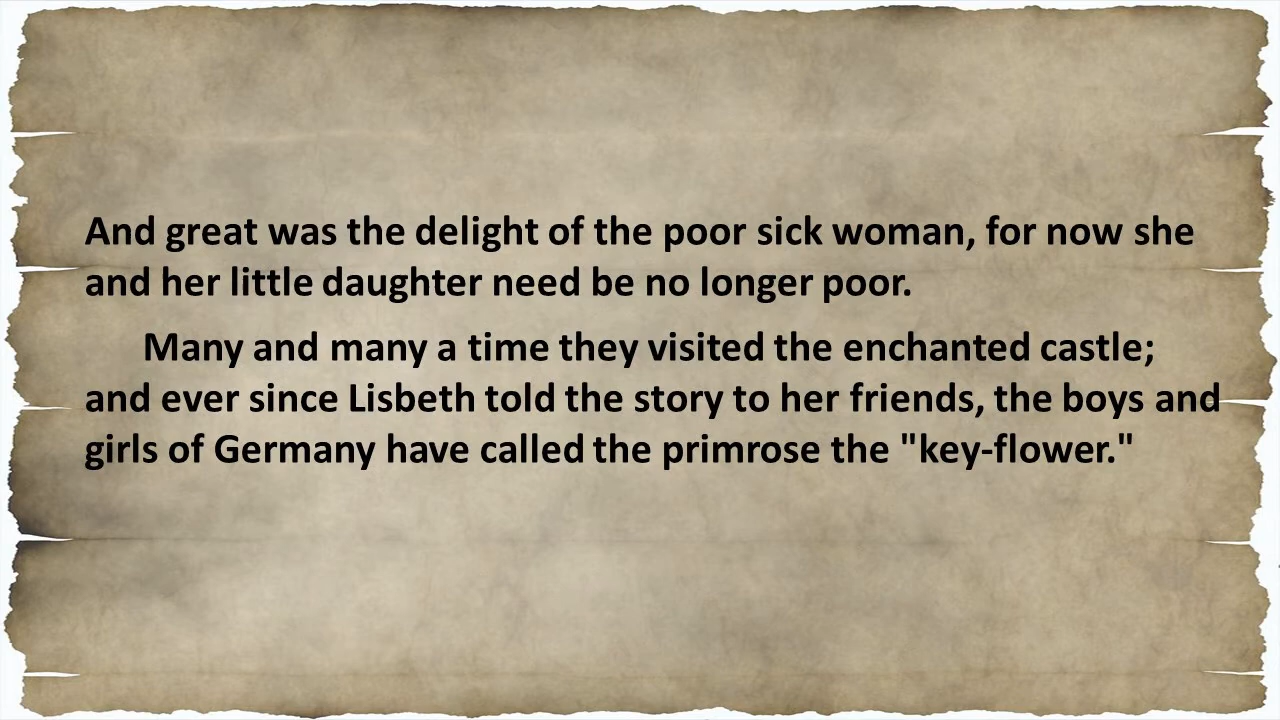 And great was the delight of the poor sick woman, for now she
and her little daughter need be no longer poor.
Many and many a time they visited the enchanted castle;
and ever since Lisbeth told the story to her friends, the boys and
girls of Germany have called the primrose the "key-flower."